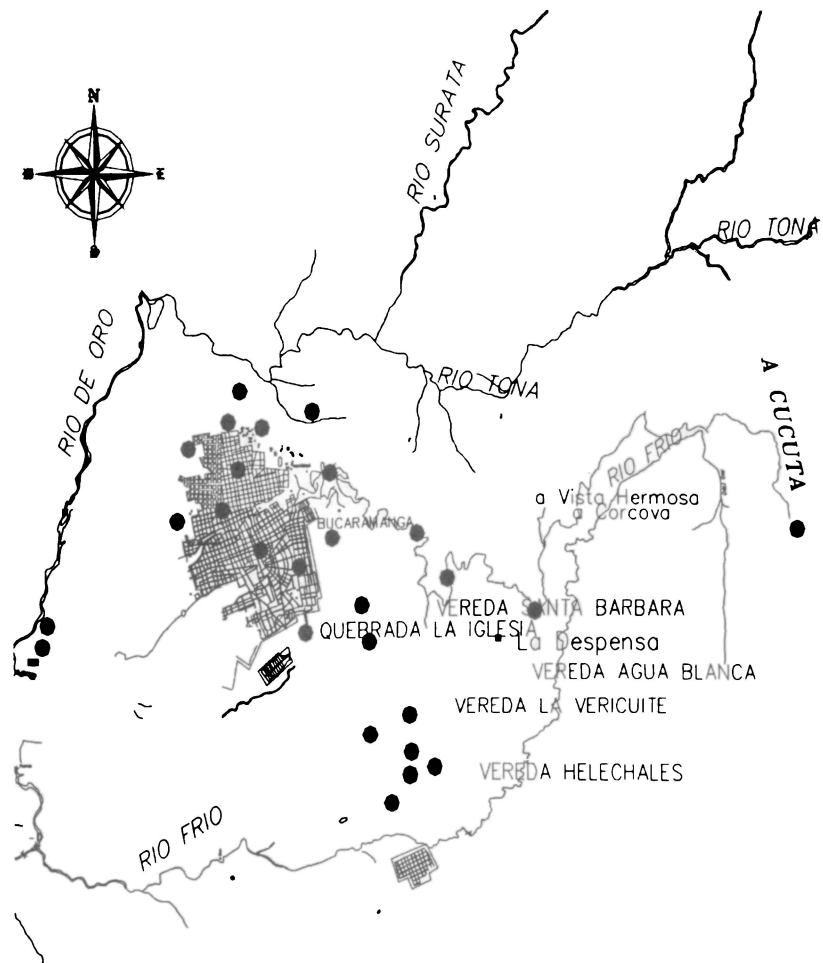 N
RIO SURATA
RIO TONA
RIO DE ORO
RIO TONA
A CUCUTA
RIO FRIO
a Vista Hermosa
a Corcova
BUCARAMANGA
VEREDA SANTA BARBARA
QUEBRADA LA IGLESIA
La Despensa
VEREDA AGUA BLANCA
VEREDA LA VERICUITE
VEREDA HELECHALES
RIO FRIO